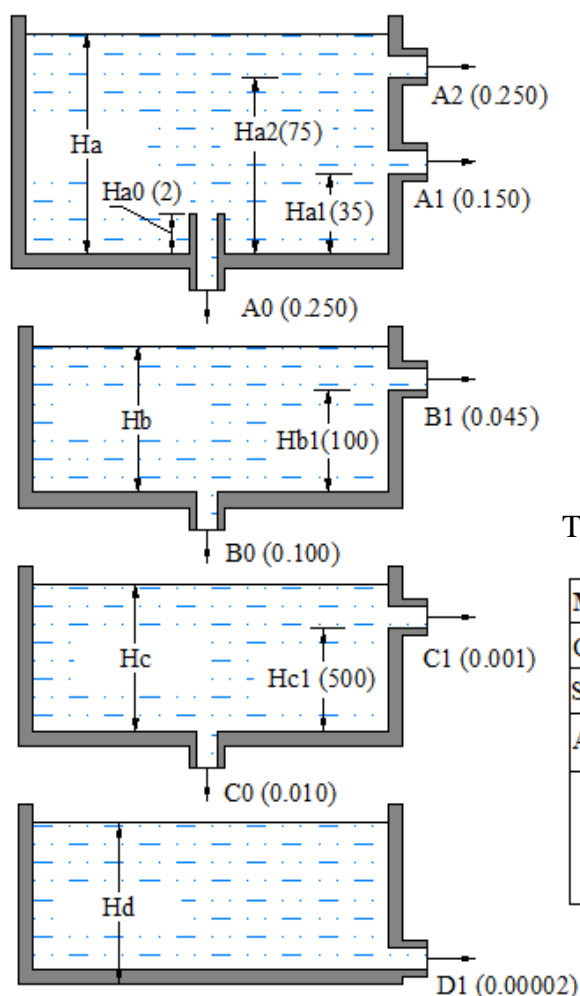 A2 (0.250)
Ha
Ha2(75)
Ha0 (2)
Ha1(35)
A1 (0.150)
A0 (0.250)
Hb
Hb1(100)
B1 (0.045)
B0 (0.100)
T
Hc
Hc1 (500)
C1 (0.001)
C0 (0.010)
Hd
D1 (0.00002)